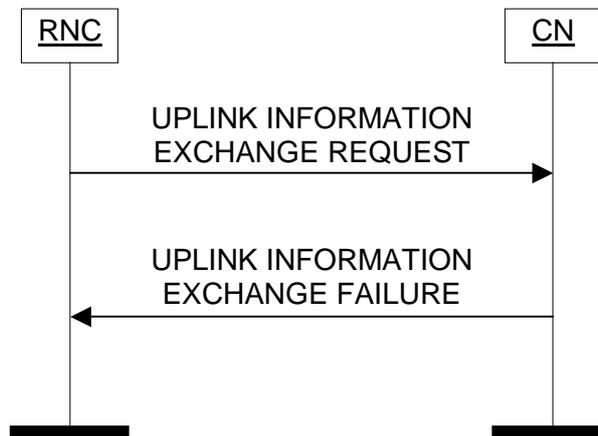 RNC
CN
UPLINK INFORMATION
EXCHANGE REQUEST
UPLINK INFORMATION
EXCHANGE FAILURE